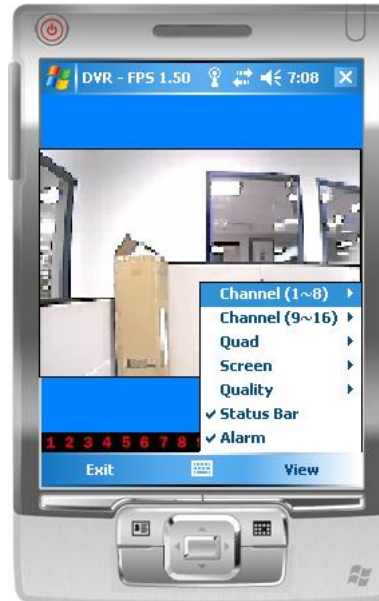 DVR - FPS 1.50 7:08
Channel (1~8)
Channel (9~16)
Quad
Screen
Quality
Status Bar
1 2 3 4 5 6 7 8
Alarm
Exit View